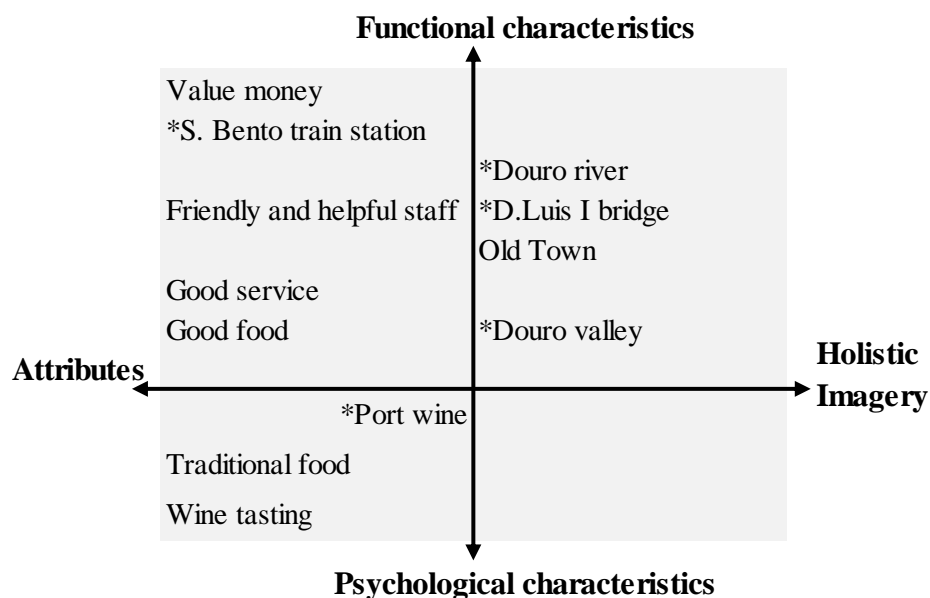 Functional characteristics
Value money
*S. Bento train station
*Douro river
Friendly and helpful staff
*D.Luis I bridge
Old Town
Good service
Good food
*Douro valley
Attributes
Holistic
Imagery
*Port wine
Traditional food
Wine tasting
Psychological characteristics